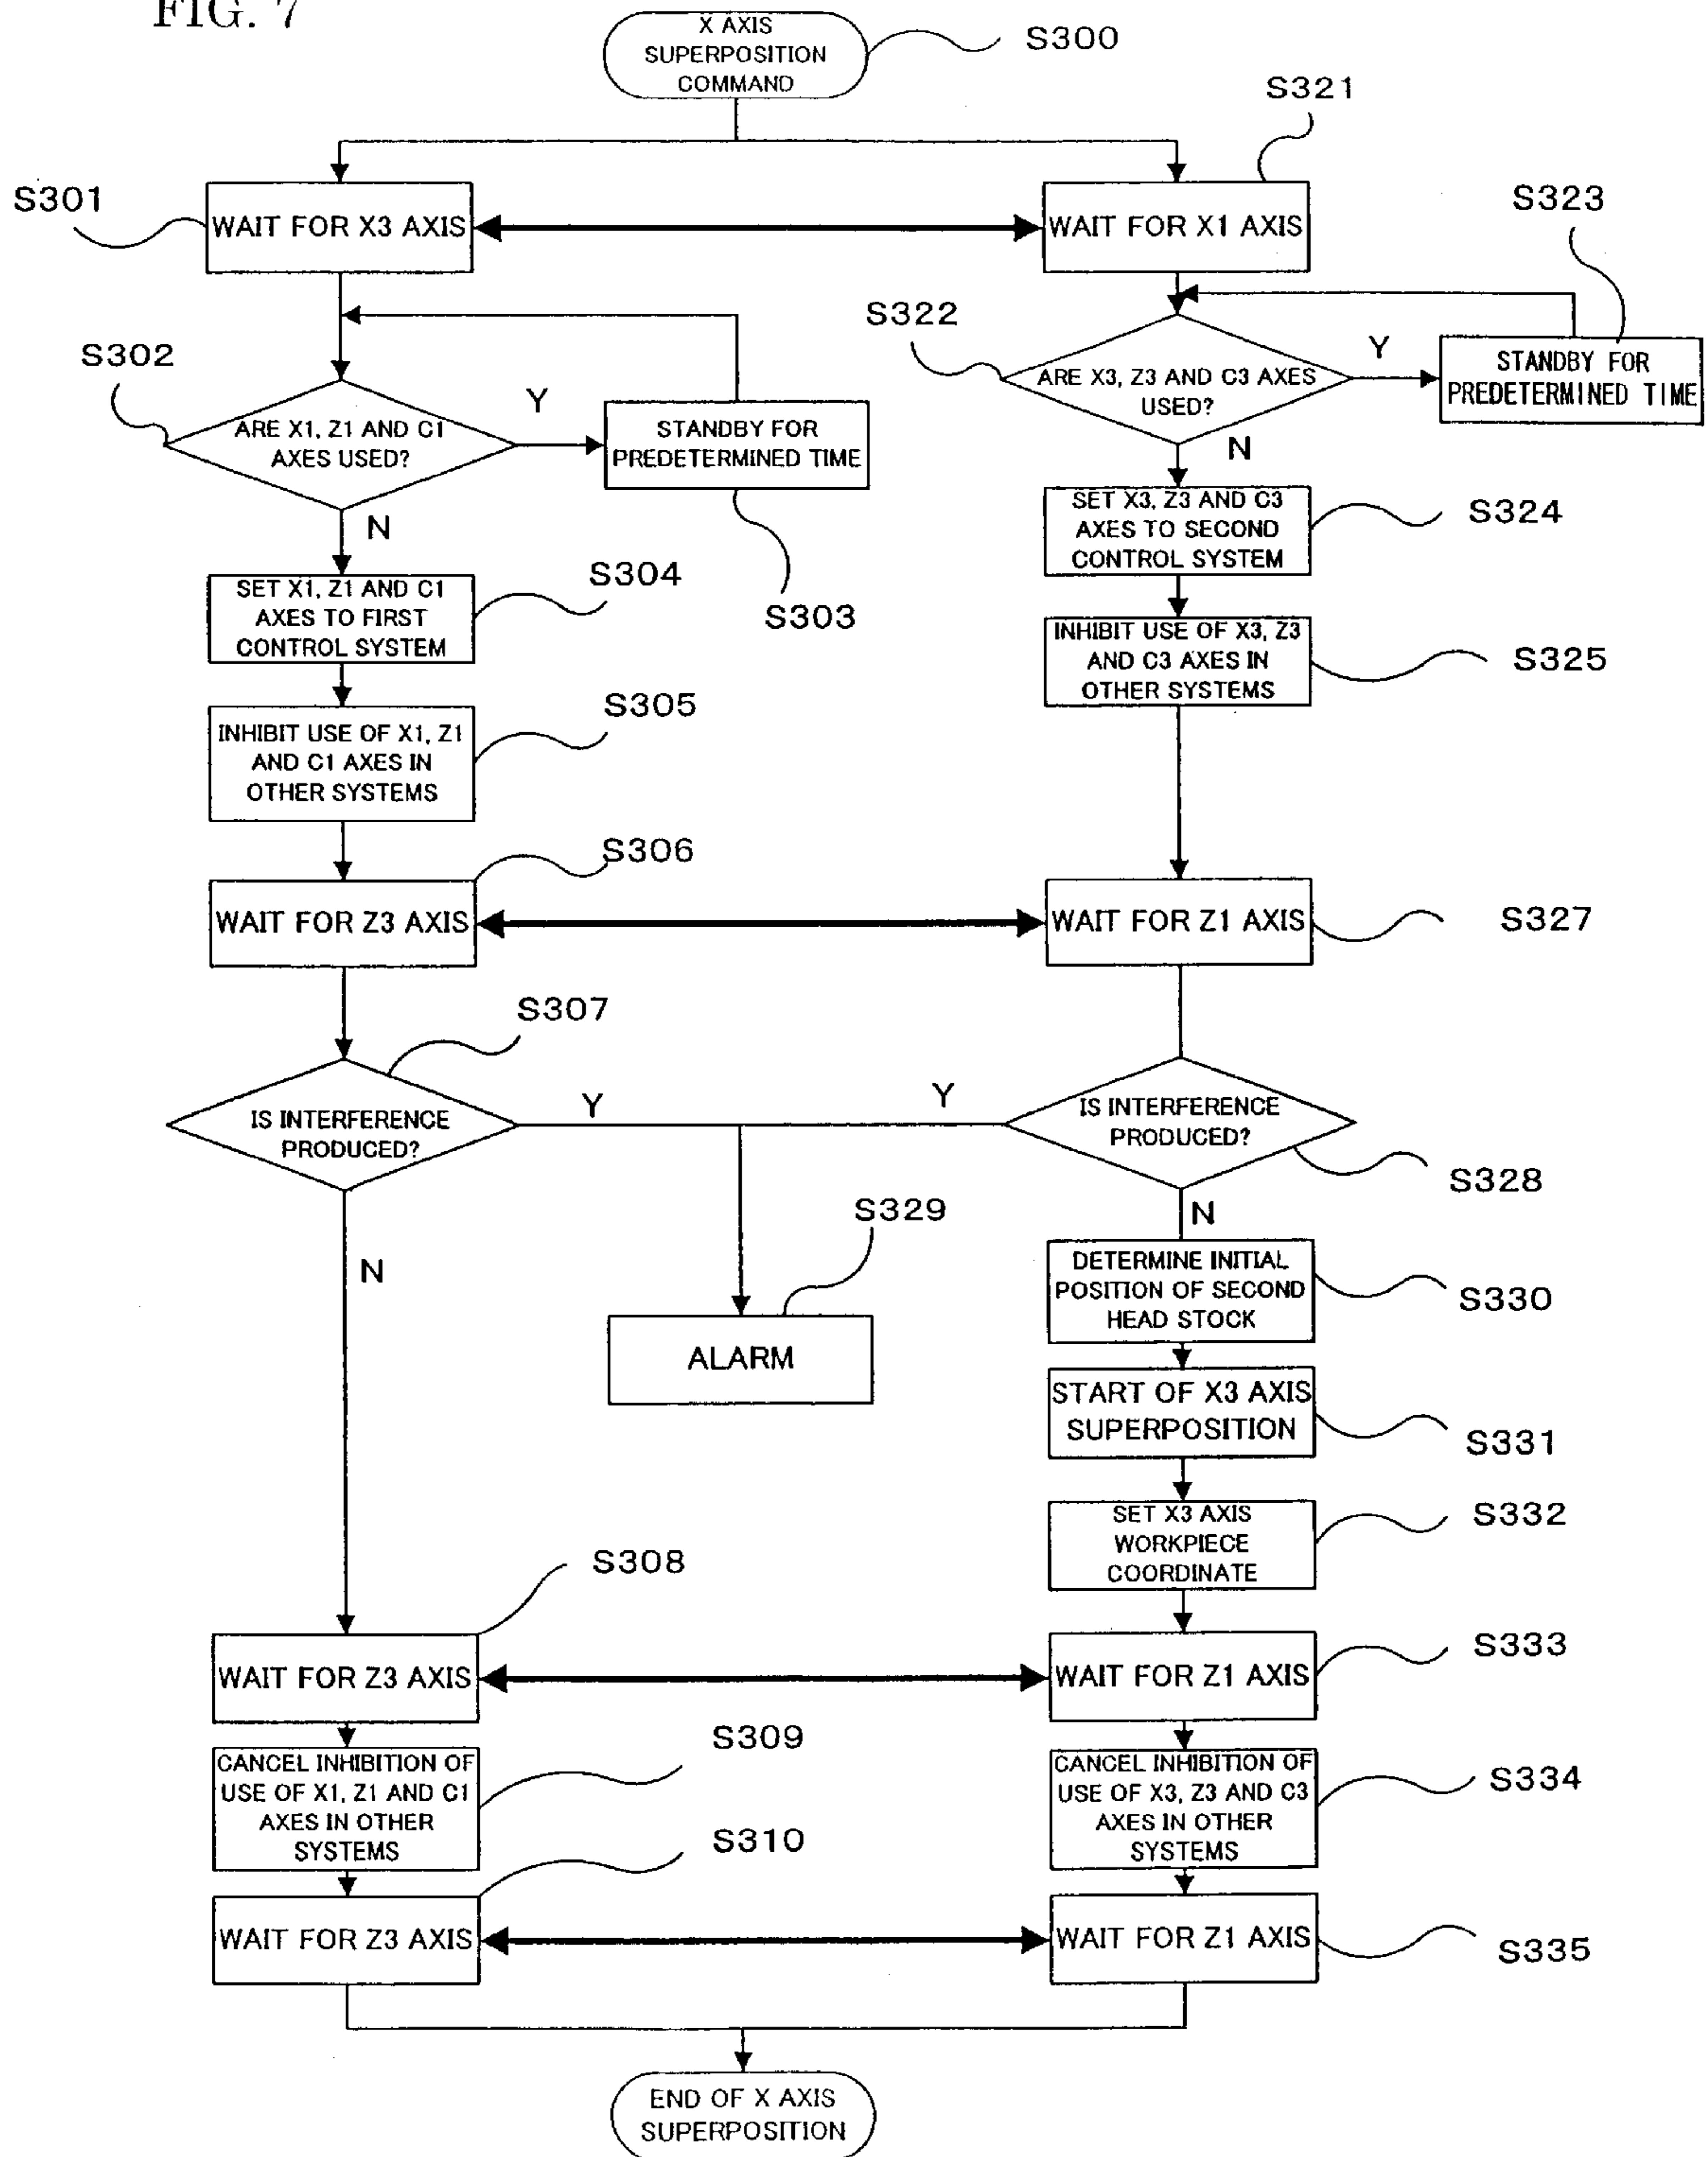 FIG. 7
X AXIS
SUPERPOSITION
COMMAND
S300
S321
S301
WAIT FOR X3 AXIS
WAIT FOR X1 AXIS
S323
S322
S302
ARE X3, Z3 AND C3 AXES
USED?
Y
STANDBY FOR
PREDETERMINED TIME
ARE X1, Z1 AND C1
AXES USED?
Y
STANDBY FOR
PREDETERMINED TIME
N
N
S303
SET X3, Z3 AND C3
AXES TO SECOND
CONTROL SYSTEM
S324
SET X1, Z1 AND C1
AXES TO FIRST
CONTROL SYSTEM
S304
INHIBIT USE OF X3, Z3
AND C3 AXES IN
OTHER SYSTEMS
S325
INHIBIT USE OF X1, Z1
AND C1 AXES IN
OTHER SYSTEMS
S305
S306
WAIT FOR Z3 AXIS
WAIT FOR Z1 AXIS
S327
S307
IS INTERFERENCE
PRODUCED?
Y
Y
IS INTERFERENCE
PRODUCED?
S328
N
N
S329
ALARM
DETERMINE INITIAL
POSITION OF SECOND
HEAD STOCK
S330
START OF X3 AXIS
SUPERPOSITION
S331
SET X3 AXIS
WORKPIECE
COORDINATE
S332
S308
WAIT FOR Z3 AXIS
WAIT FOR Z1 AXIS
S333
CANCEL INHIBITION OF
USE OF X1, Z1 AND C1
AXES IN OTHER
SYSTEMS
S309
CANCEL INHIBITION OF
USE OF X3, Z3 AND C3
AXES IN OTHER
SYSTEMS
S334
S310
WAIT FOR Z3 AXIS
WAIT FOR Z1 AXIS
S335
END OF X AXIS
SUPERPOSITION